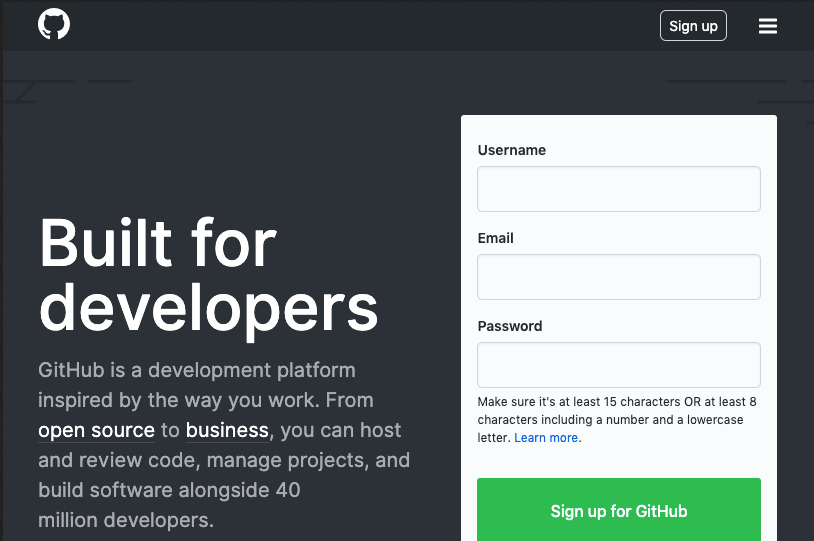 Sign up
Built for
developers
GitHub is a development platform
inspired by the way you work. From
open source to business, you can host
and review code, manage projects, and
build software alongside 40
million developers.
Username
Email
Password
Make sure it's at least 15 characters OR at least 8
characters including a number and a lowercase
letter. Learn more.
Sign up for GitHub